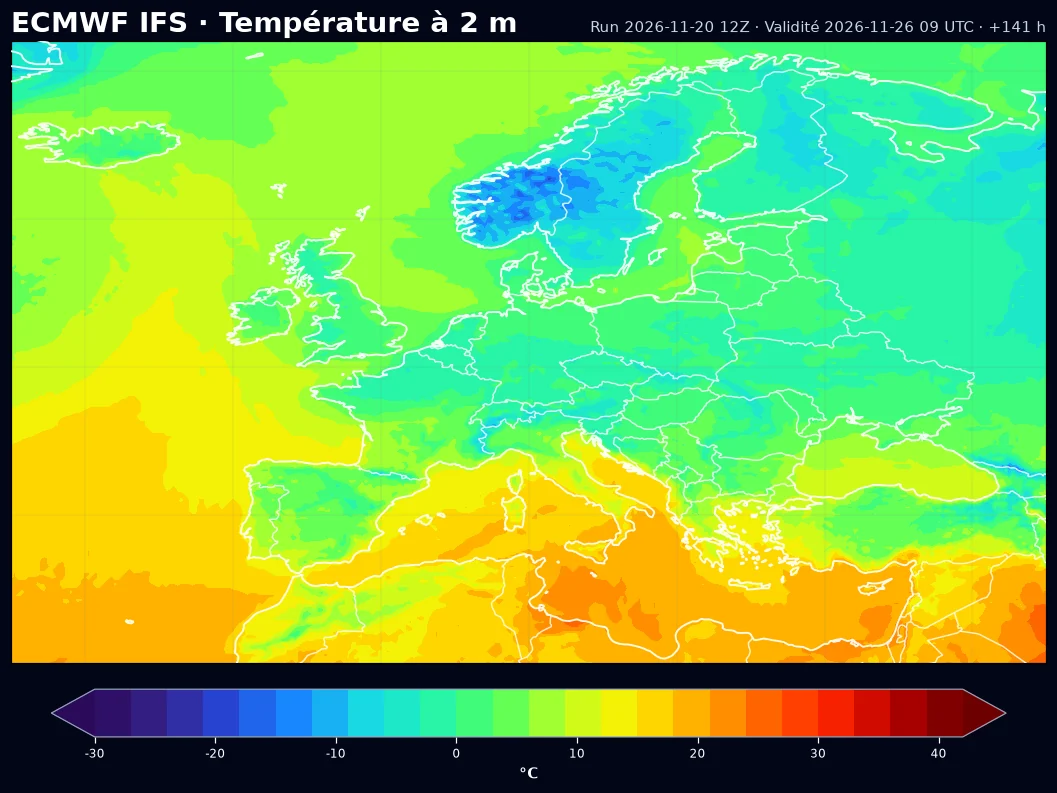 ECMWF IFS · Température à 2 m
Run 2026-11-20 12Z · Validité 2026-11-26 09 UTC · +141 h
-30 -20 -10 0 10 20 30 40
°C